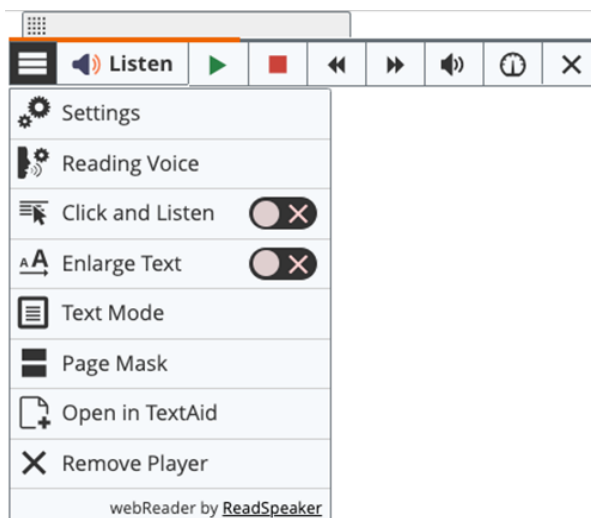 Listen
Settings
Reading Voice
Click and Listen
Enlarge Text
Text Mode
Page Mask
Open in TextAid
Remove Player
webReader by ReadSpeaker